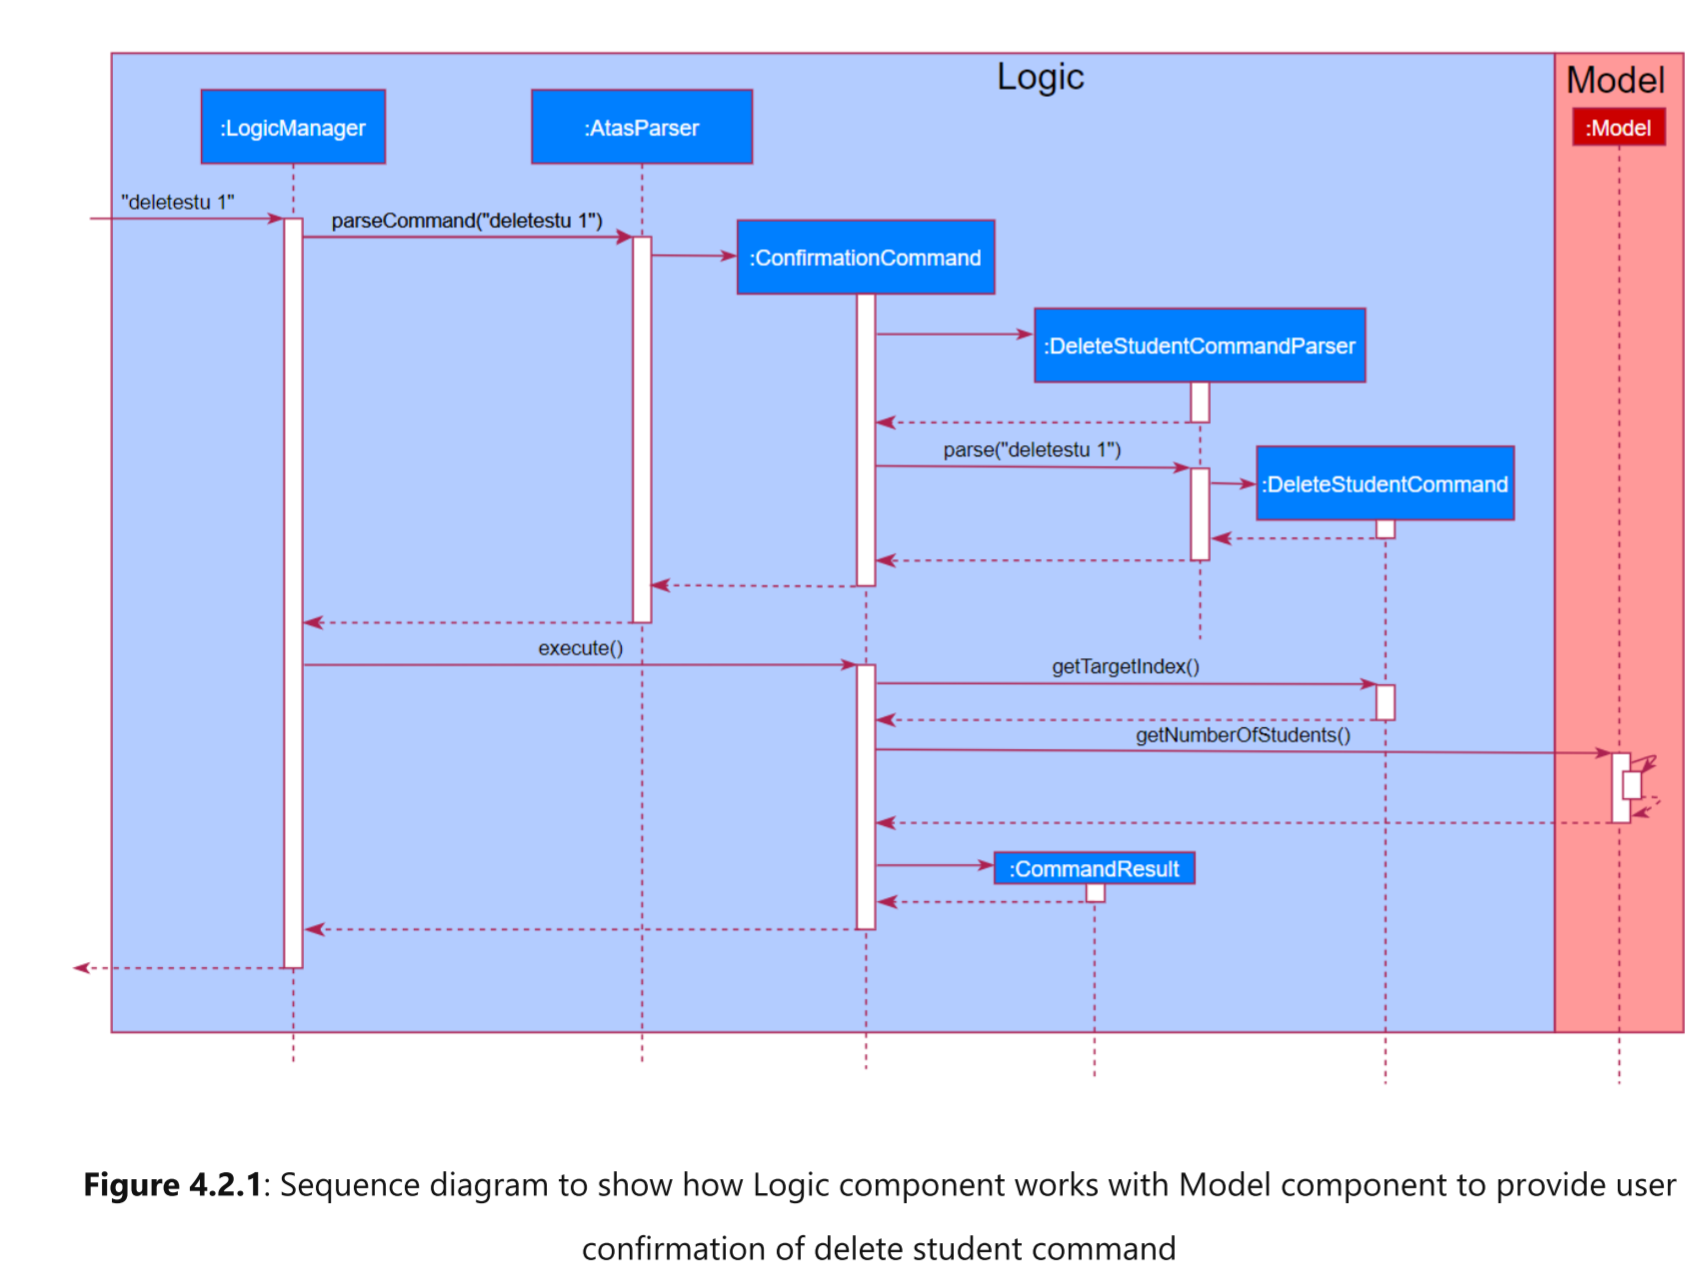 Logic
Model
:LogicManager
:AtasParser
:Model
"deletestu 1"
parseCommand("deletestu 1")
:ConfirmationCommand
:DeleteStudentCommandParser
parse("deletestu 1")
:DeleteStudentCommand
execute()
getTargetIndex()
getNumberOfStudents()
:CommandResult
Figure 4.2.1: Sequence diagram to show how Logic component works with Model component to provide user
confirmation of delete student command